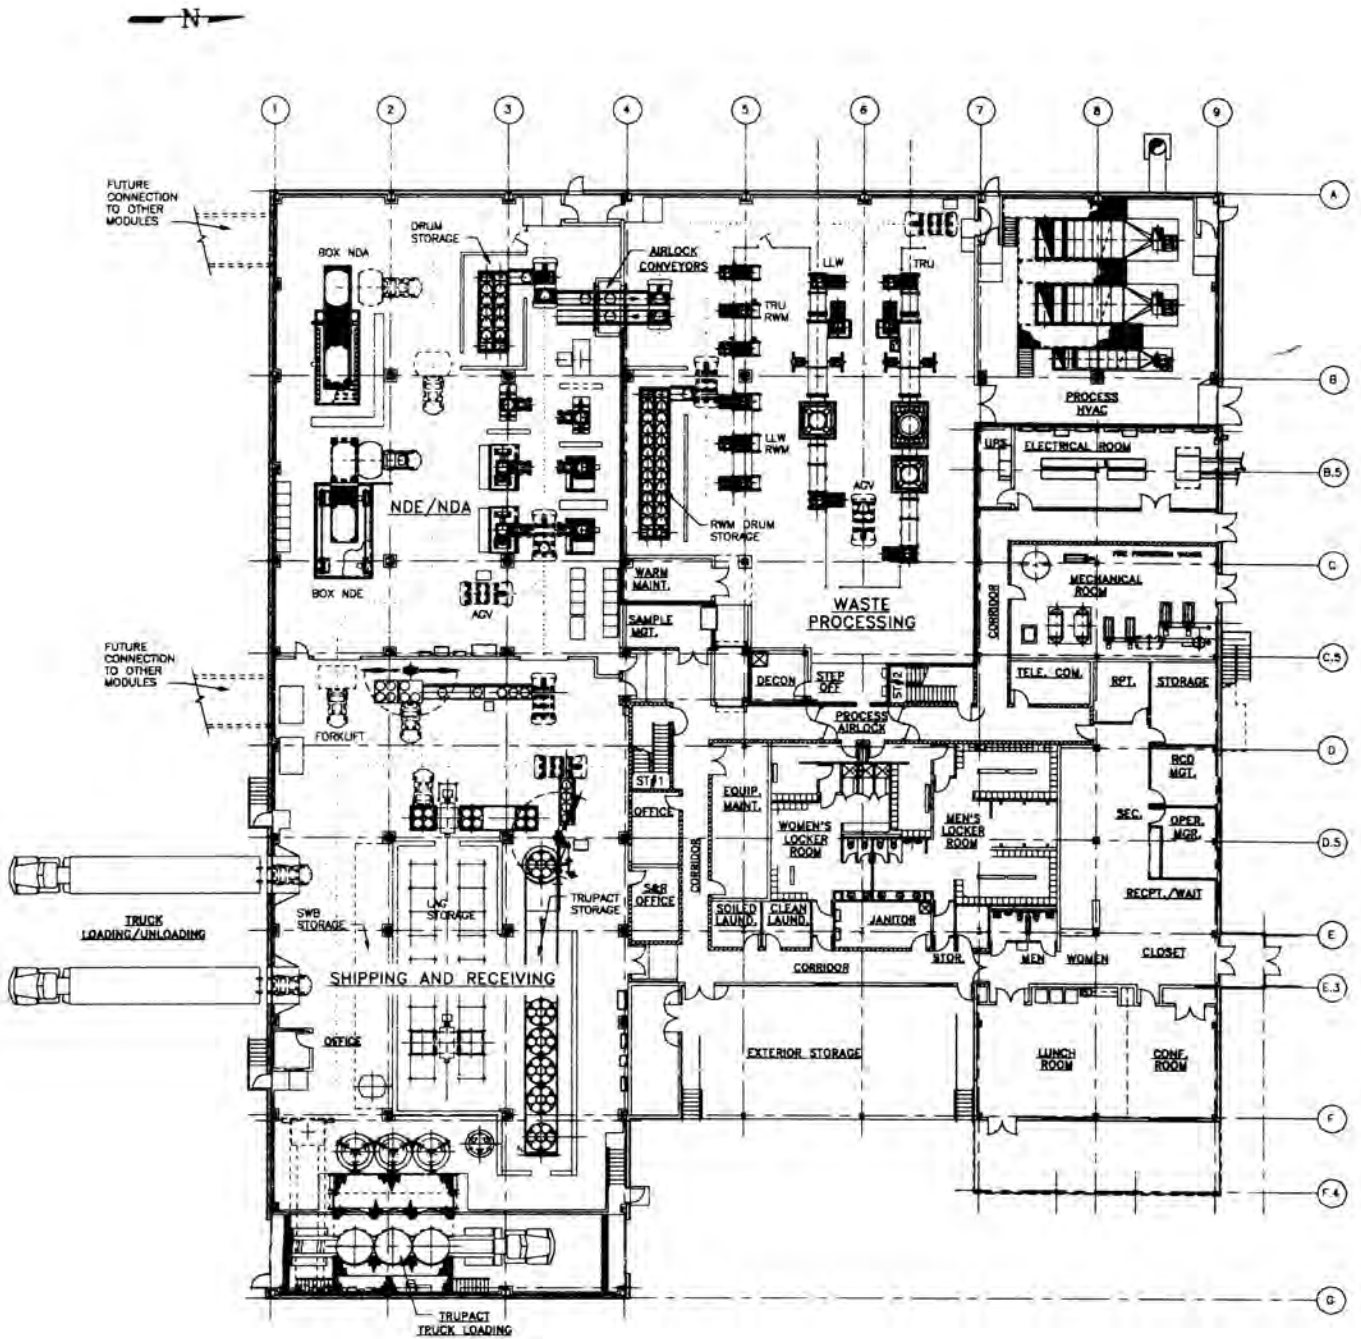 N
1
2
3
4
5
6
7
8
9
A
FUTURE
CONNECTION
TO OTHER
MODULES
BOX NDA
DRUM
STORAGE
AIRLOCK
CONVEYORS
LLW
TRU
TRU
RWM
B
PROCESS
HVAC
UPS
ELECTRICAL ROOM
B.5
LLW
RWM
AGV
NDE/NDA
RWM DRUM
STORAGE
C
WARM
MAINT.
BOX NDE
AGV
WASTE
PROCESSING
CORRIDOR
MECHANICAL
ROOM
SAMPLE
MGT.
FUTURE
CONNECTION
TO OTHER
MODULES
C.5
DECON
STEP
OFF
ST#2
TELE. COM.
RPT.
STORAGE
FORKLIFT
PROCESS
AIRLOCK
D
ST#1
EQUIP.
MAINT.
RCD
MGT.
OFFICE
WOMEN'S
LOCKER
ROOM
MEN'S
LOCKER
ROOM
SEC.
OPER.
MGR.
D.5
CORRIDOR
S&R
OFFICE
RECPT./WAIT
TRUCK
LOADING/UNLOADING
SWB
STORAGE
LAG
STORAGE
TRUPACT
STORAGE
SOILED
LAUND.
CLEAN
LAUND.
JANITOR
E
STOR.
MEN
WOMEN
CLOSET
CORRIDOR
SHIPPING AND RECEIVING
E.3
OFFICE
EXTERIOR STORAGE
LUNCH
ROOM
CONF.
ROOM
F
F.4
G
TRUPACT
TRUCK LOADING